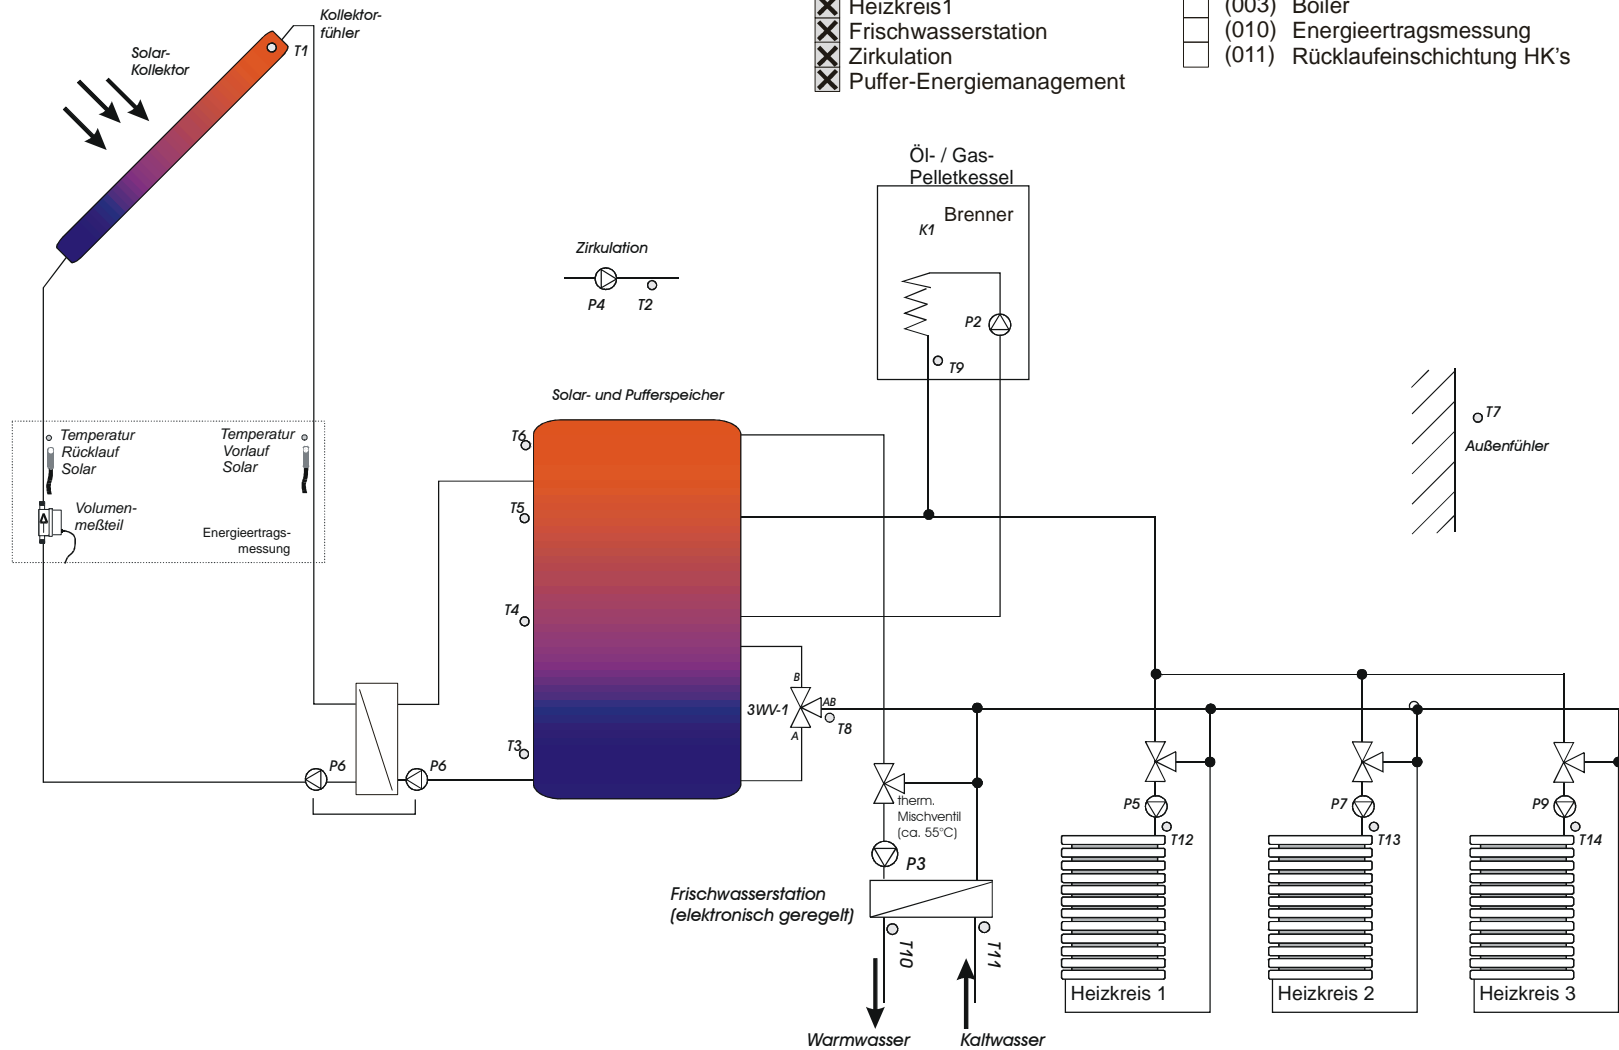 Heizkreis1
Frischwasserstation
Zirkulation
Puffer-Energiemanagement
(003) Boiler
(010) Energieertragsmessung
(011) Rücklaufeinschichtung HK's
Kollektor-
fühler
T1
Solar-
Kollektor
Öl- / Gas-
Pelletkessel
Brenner
K1
P2
T9
Zirkulation
P4
T2
Solar- und Pufferspeicher
T6
T5
T4
T3
T7
Außenfühler
Temperatur
Rücklauf
Solar
Temperatur
Vorlauf
Solar
Volumen-
meßteil
Energieertrags-
messung
P6
P6
B
3WV-1
AB
A
T8
therm.
Mischventil
(ca. 55°C)
P3
Frischwasserstation
(elektronisch geregelt)
T10
T11
Warmwasser
Kaltwasser
P5
T12
Heizkreis 1
P7
T13
Heizkreis 2
P9
T14
Heizkreis 3